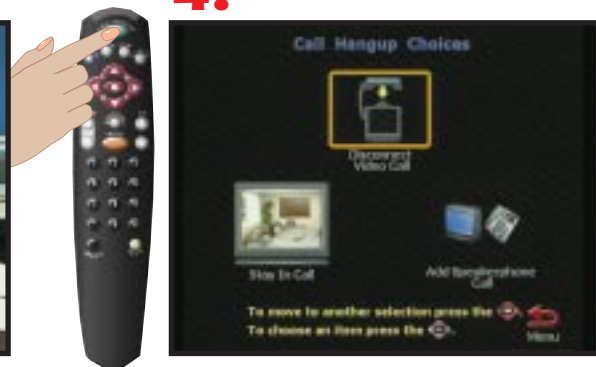 4.
Call Hangup Choices
Disconnect
Video Call
Stay In Call
Add Speakerphone
Call
To move to another selection press the
To choose an item press the .
Menu